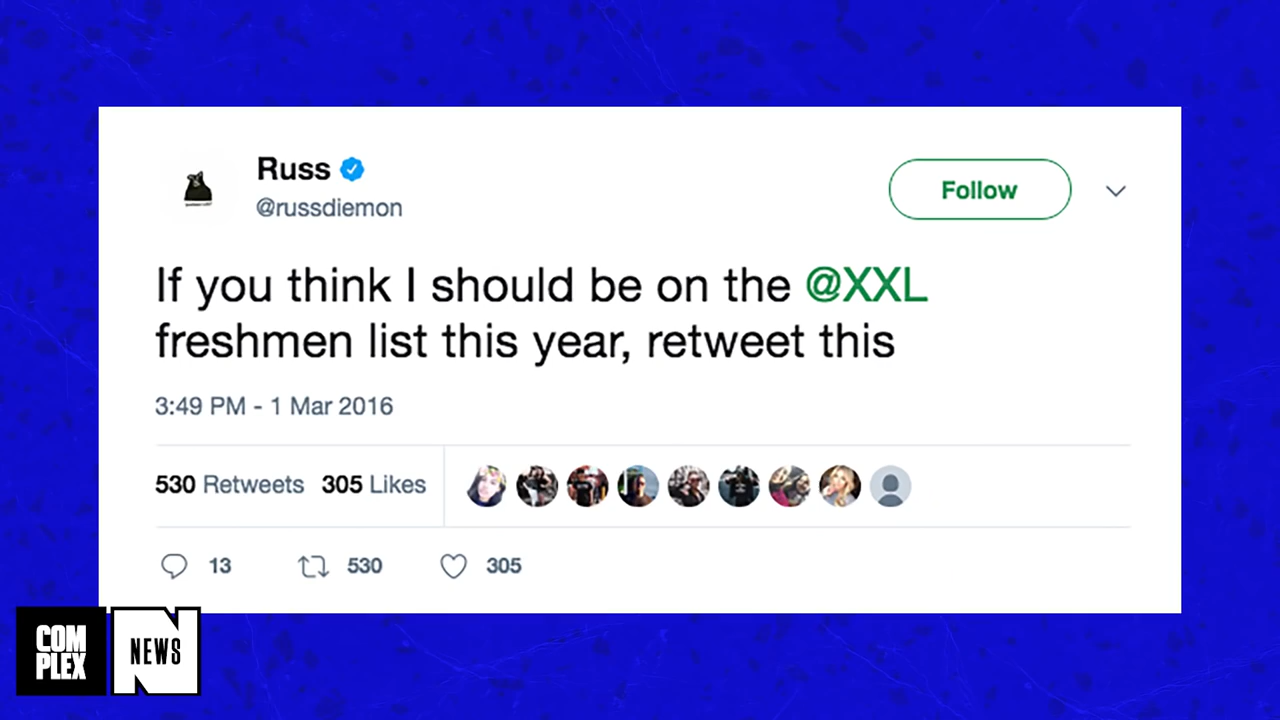 Russ
@russdiemon
Follow
If you think I should be on the @XXL
freshmen list this year, retweet this
3:49 PM - 1 Mar 2016
530 Retweets 305 Likes
13 530 305
COM
PLEX
NEWS